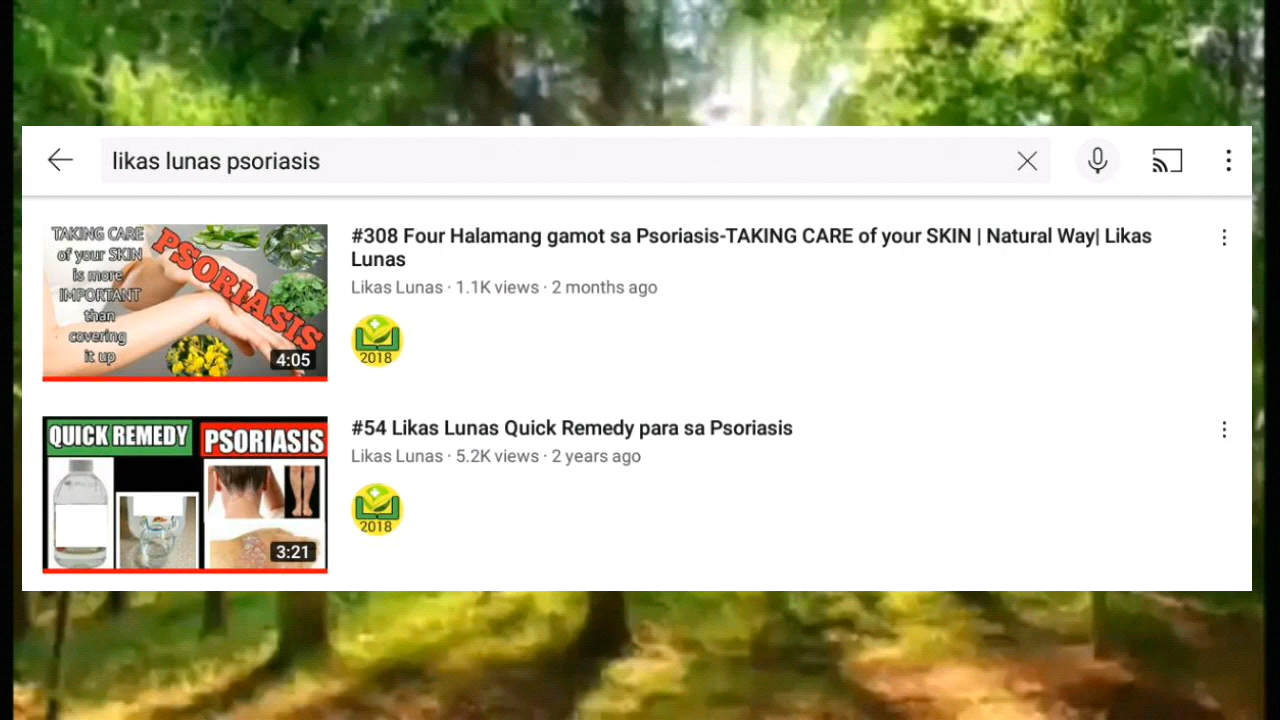 likas lunas psoriasis
TAKING CARE
of your SKIN
is more
IMPORTANT
than
covering
it up
PSORIASIS
4:05
#308 Four Halamang gamot sa Psoriasis-TAKING CARE of your SKIN | Natural Way| Likas
Lunas
Likas Lunas · 1.1K views · 2 months ago
2018
QUICK REMEDY
PSORIASIS
3:21
#54 Likas Lunas Quick Remedy para sa Psoriasis
Likas Lunas · 5.2K views · 2 years ago
2018